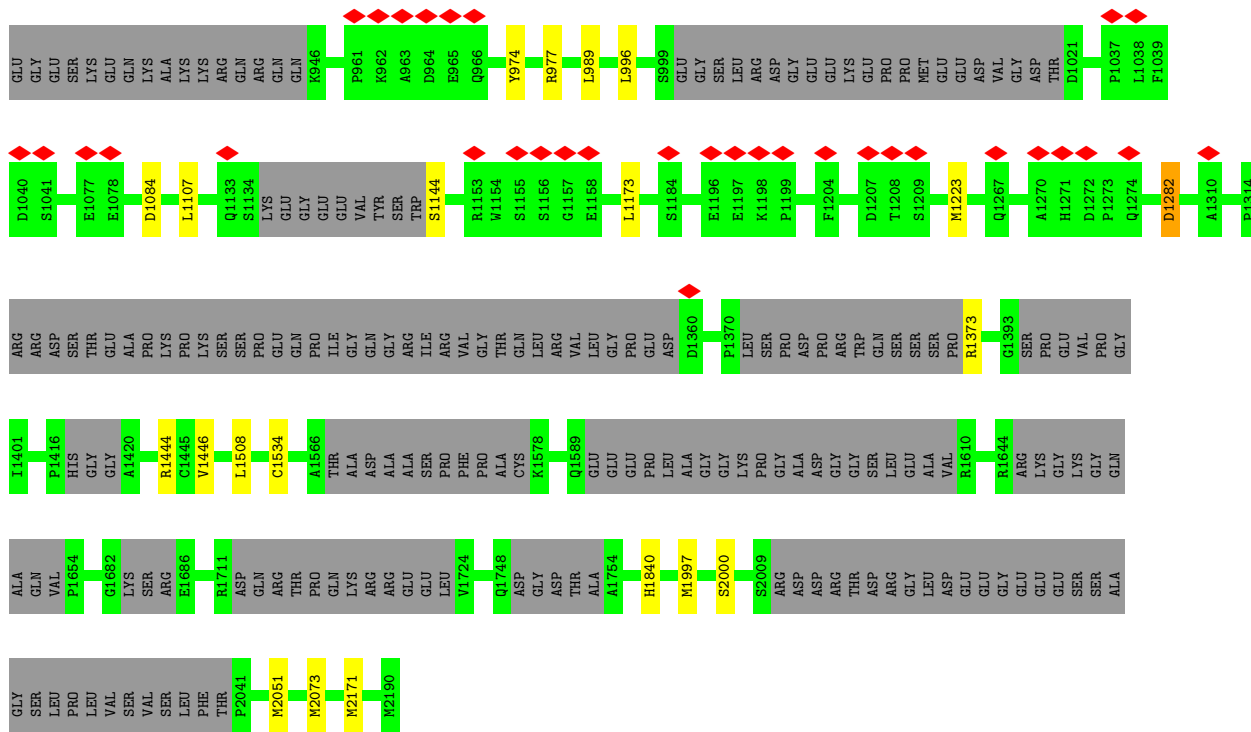 GLU GLY GLU SER LYS GLU GLN LYS ALA LYS LYS ARG GLN ARG GLN GLN K946 P961 K962 A963 D964 E965 Q966 Y974 R977 L989 L996 S999 GLU GLY SER LEU ARG ASP GLY GLU GLU LYS GLU PRO PRO MET GLU GLU ASP VAL GLY ASP THR D1021 P1037 L1038 F1039
D1040 S1041 E1077 E1078 D1084 L1107 Q1133 S1134 LYS GLU GLY GLU GLU VAL TYR SER TRP S1144 R1153 W1154 S1155 S1156 G1157 E1158 L1173 S1184 E1196 E1197 K1198 P1199 F1204 D1207 T1208 S1209 M1223 Q1267 A1270 H1271 D1272 P1273 Q1274 D1282 A1310 P1314
ARG ARG ASP SER THR GLU ALA PRO LYS PRO LYS SER SER PRO GLU GLN PRO ILE GLY GLN GLY ARG ILE ARG VAL GLY THR GLN LEU ARG VAL LEU GLY PRO GLU ASP D1360 P1370 LEU SER PRO ASP PRO ARG TRP GLN SER SER SER PRO R1373 G1393 SER PRO GLU VAL PRO GLY
I1401 P1416 HIS GLY GLY A1420 R1444 C1445 V1446 L1508 C1534 A1566 THR ALA ASP ALA ALA SER PRO PHE PRO ALA CYS K1578 Q1589 GLU GLU GLU PRO LEU ALA GLY GLY LYS PRO GLY ALA ASP GLY GLY SER LEU GLU ALA VAL R1610 R1644 ARG LYS GLY LYS GLY GLN
ALA GLN VAL P1654 G1682 LYS SER ARG E1686 R1711 ASP GLN ARG THR PRO GLN LYS ARG ARG GLU GLU LEU V1724 Q1748 ASP GLY ASP THR ALA A1754 H1840 M1997 S2000 S2009 ARG ASP ASP ARG THR ASP ARG GLY LEU ASP GLU GLU GLY GLU GLU GLU SER SER ALA
GLY SER LEU PRO LEU VAL SER VAL SER LEU PHE THR P2041 M2051 M2073 M2171 M2190